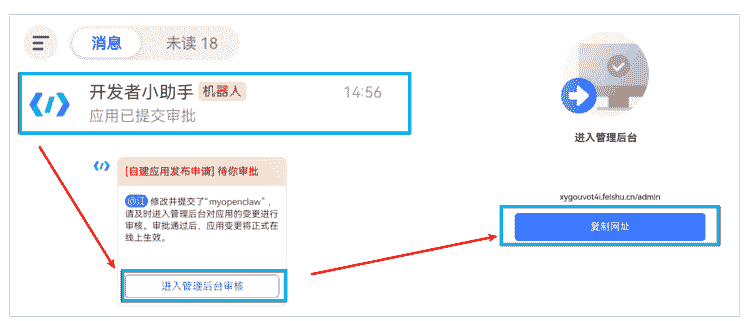 消息
未读 18
开发者小助手 机器人 14:56
应用已提交审批
[自建应用发布申请] 待你审批
@江 修改并提交了“myopenclaw”，
请及时进入管理后台对应用的变更进行
审核。审批通过后，应用变更将正式在
线上生效。
进入管理后台审核
进入管理后台
xygouvot4i.feishu.cn/admin
复制网址